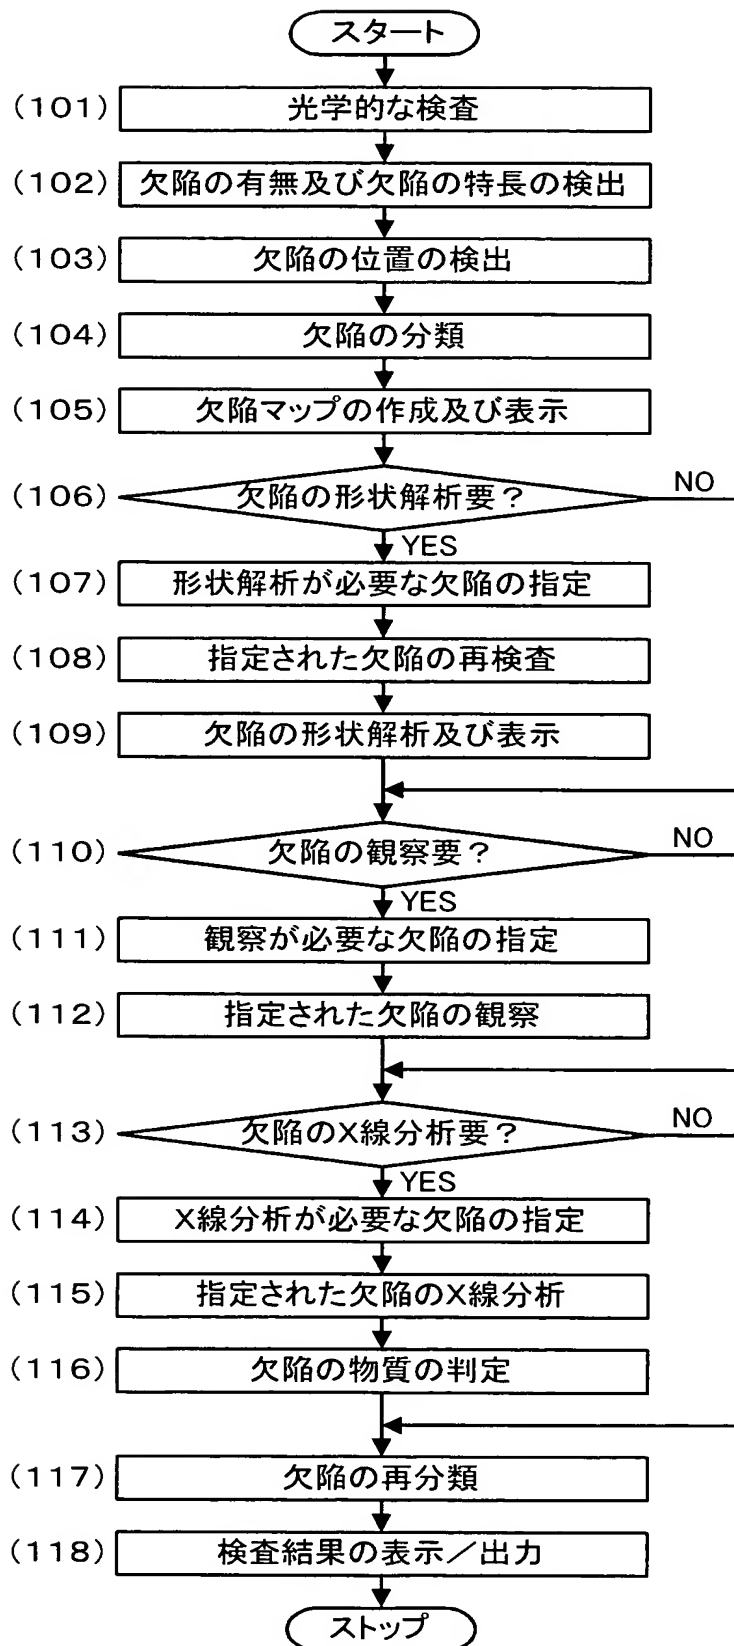 スタート
(101) 光学的な検査
(102) 欠陥の有無及び欠陥の特長の検出
(103) 欠陥の位置の検出
(104) 欠陥の分類
(105) 欠陥マップの作成及び表示
(106) 欠陥の形状解析要? NO
YES
(107) 形状解析が必要な欠陥の指定
(108) 指定された欠陥の再検査
(109) 欠陥の形状解析及び表示
(110) 欠陥の観察要? NO
YES
(111) 観察が必要な欠陥の指定
(112) 指定された欠陥の観察
(113) 欠陥のX線分析要? NO
YES
(114) X線分析が必要な欠陥の指定
(115) 指定された欠陥のX線分析
(116) 欠陥の物質の判定
(117) 欠陥の再分類
(118) 検査結果の表示/出力
ストップ